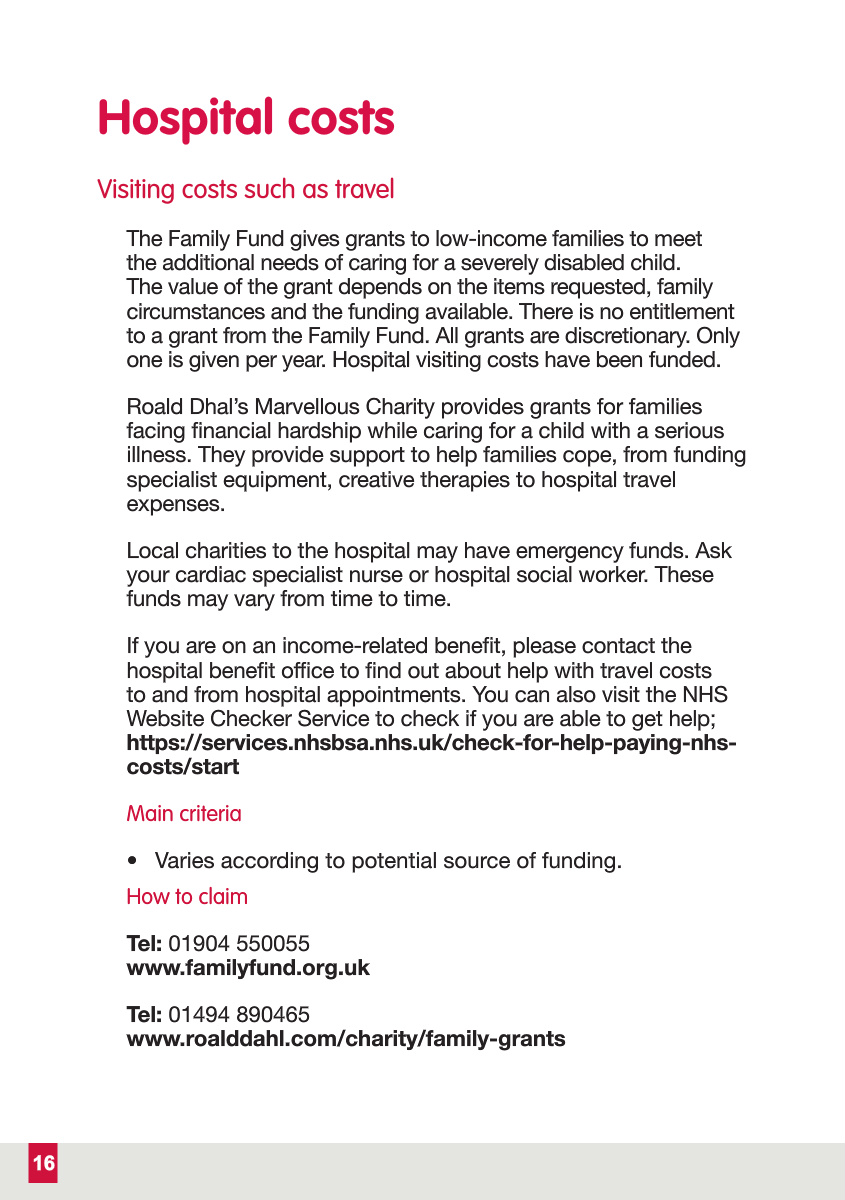 Hospital costs
Visiting costs such as travel
The Family Fund gives grants to low-income families to meet
the additional needs of caring for a severely disabled child.
The value of the grant depends on the items requested, family
circumstances and the funding available. There is no entitlement
to a grant from the Family Fund. All grants are discretionary. Only
one is given per year. Hospital visiting costs have been funded.
Roald Dhal’s Marvellous Charity provides grants for families
facing financial hardship while caring for a child with a serious
illness. They provide support to help families cope, from funding
specialist equipment, creative therapies to hospital travel
expenses.
Local charities to the hospital may have emergency funds. Ask
your cardiac specialist nurse or hospital social worker. These
funds may vary from time to time.
If you are on an income-related benefit, please contact the
hospital benefit office to find out about help with travel costs
to and from hospital appointments. You can also visit the NHS
Website Checker Service to check if you are able to get help;
https://services.nhsbsa.nhs.uk/check-for-help-paying-nhs-
costs/start
Main criteria
• Varies according to potential source of funding.
How to claim
Tel: 01904 550055
www.familyfund.org.uk
Tel: 01494 890465
www.roalddahl.com/charity/family-grants
16